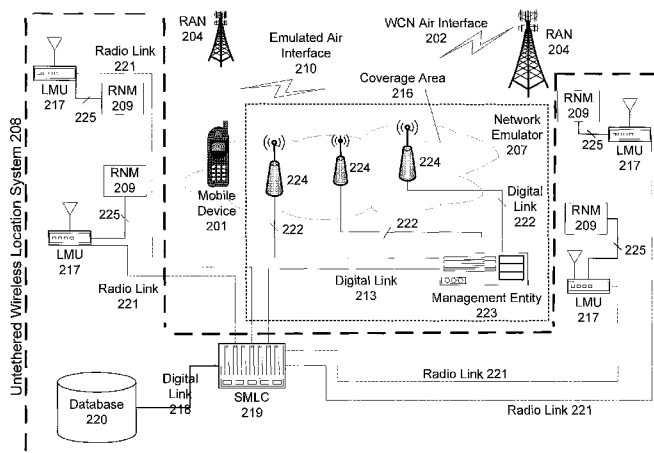 RAN
204
WCN Air Interface
202
RAN
204
Radio Link
221
Emulated Air
Interface
210
Coverage Area
216
LMU
217
RNM
209
225
Network
Emulator
207
RNM
209
225
LMU
217
Untethered Wireless Location System 208
RNM
209
225
Mobile
Device
201
224
224
224
Digital
Link
222
222
222
RNM
209
225
LMU
217
Radio Link
221
Digital Link
213
Management Entity
223
LMU
217
Digital
Link
218
SMLC
219
Database
220
Radio Link 221
Radio Link 221